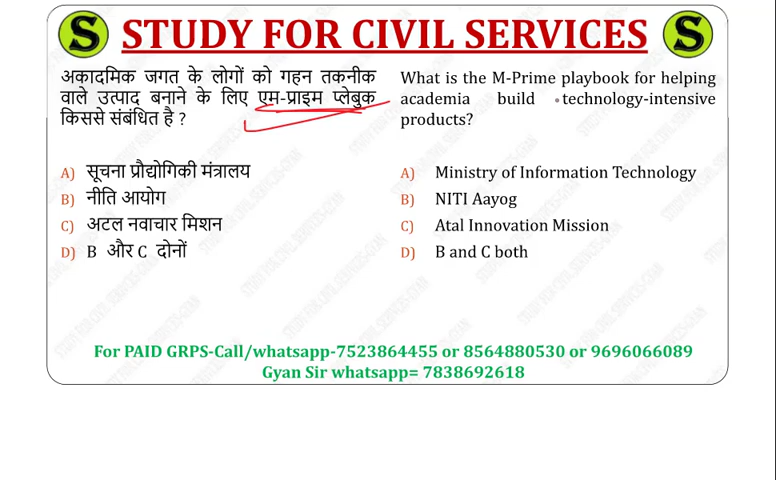 S STUDY FOR CIVIL SERVICES S
अकादमिक जगत के लोगों को गहन तकनीक
वाले उत्पाद बनाने के लिए एम-प्राइम प्लेबुक
किससे संबंधित है ?
A) सूचना प्रौद्योगिकी मंत्रालय
B) नीति आयोग
C) अटल नवाचार मिशन
D) B और C दोनों
What is the M-Prime playbook for helping
academia build technology-intensive
products?
A) Ministry of Information Technology
B) NITI Aayog
C) Atal Innovation Mission
D) B and C both
For PAID GRPS-Call/whatsapp-7523864455 or 8564880530 or 9696066089
Gyan Sir whatsapp= 7838692618